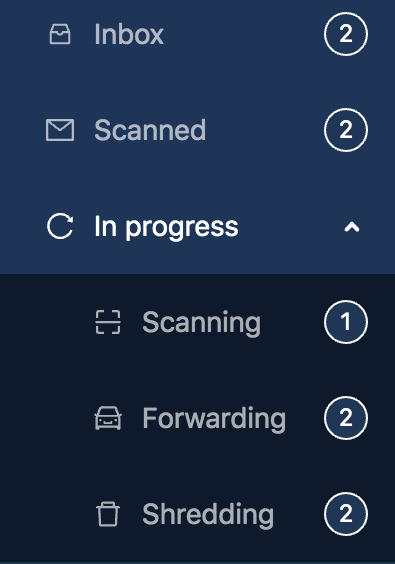 Inbox 2
Scanned 2
In progress
Scanning 1
Forwarding 2
Shredding 2